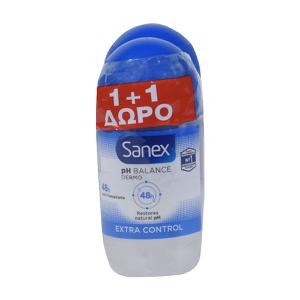 1+1
ΔΩΡΟ
Sanex
pH BALANCE
DERMO
48h
48h
Restores
natural pH
EXTRA CONTROL